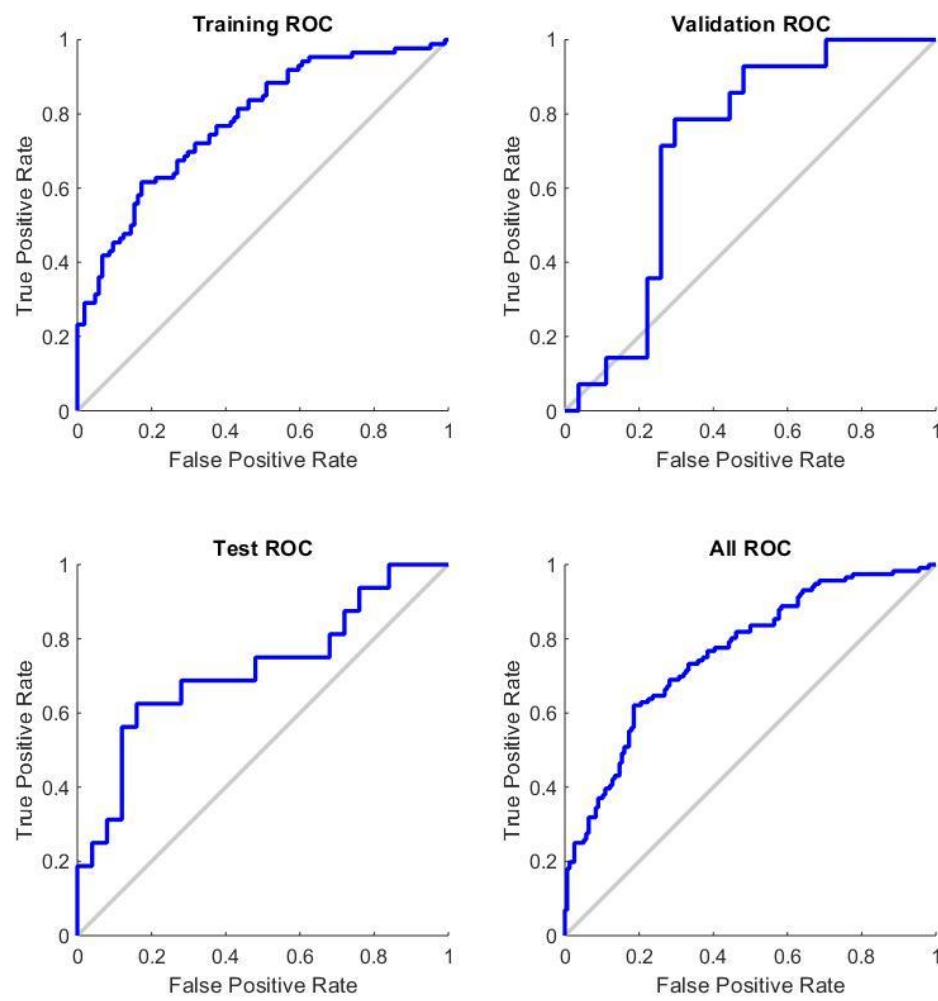 Training ROC
1
0.8
0.6
0.4
0.2
0
True Positive Rate
0 0.2 0.4 0.6 0.8 1
False Positive Rate
Validation ROC
1
0.8
0.6
0.4
0.2
0
True Positive Rate
0 0.2 0.4 0.6 0.8 1
False Positive Rate
Test ROC
1
0.8
0.6
0.4
0.2
0
True Positive Rate
0 0.2 0.4 0.6 0.8 1
False Positive Rate
All ROC
1
0.8
0.6
0.4
0.2
0
True Positive Rate
0 0.2 0.4 0.6 0.8 1
False Positive Rate